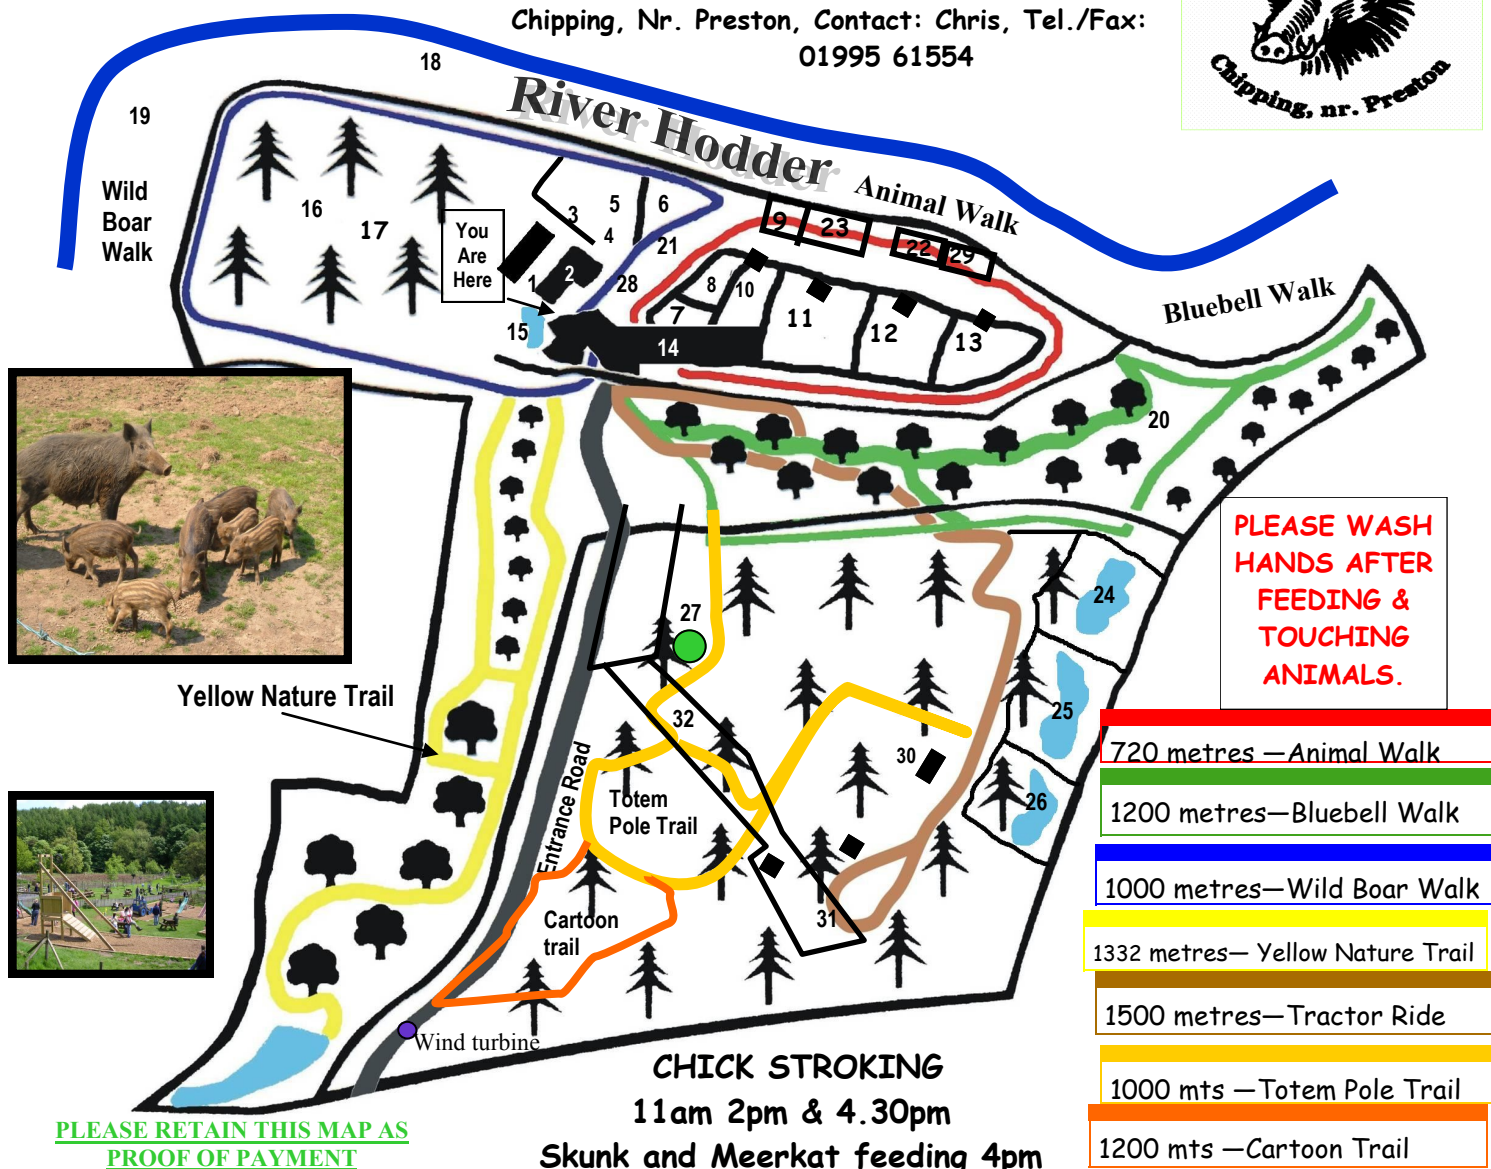 Chipping, Nr. Preston, Contact: Chris, Tel./Fax:
01995 61554
Chipping, nr. Preston
18
River Hodder
19
Animal Walk
Wild
Boar
Walk
16
17
You
Are
Here
3
5
6
4
21
9
23
22
29
1
2
28
8
10
7
11
12
13
15
14
Bluebell Walk
20
PLEASE WASH
HANDS AFTER
FEEDING &
TOUCHING
ANIMALS.
24
27
25
Yellow Nature Trail
32
30
26
Entrance Road
Totem
Pole Trail
Cartoon
trail
31
Wind turbine
720 metres —Animal Walk
1200 metres—Bluebell Walk
1000 metres—Wild Boar Walk
1332 metres— Yellow Nature Trail
1500 metres—Tractor Ride
1000 mts —Totem Pole Trail
1200 mts —Cartoon Trail
CHICK STROKING
11am 2pm & 4.30pm
Skunk and Meerkat feeding 4pm
PLEASE RETAIN THIS MAP AS
PROOF OF PAYMENT